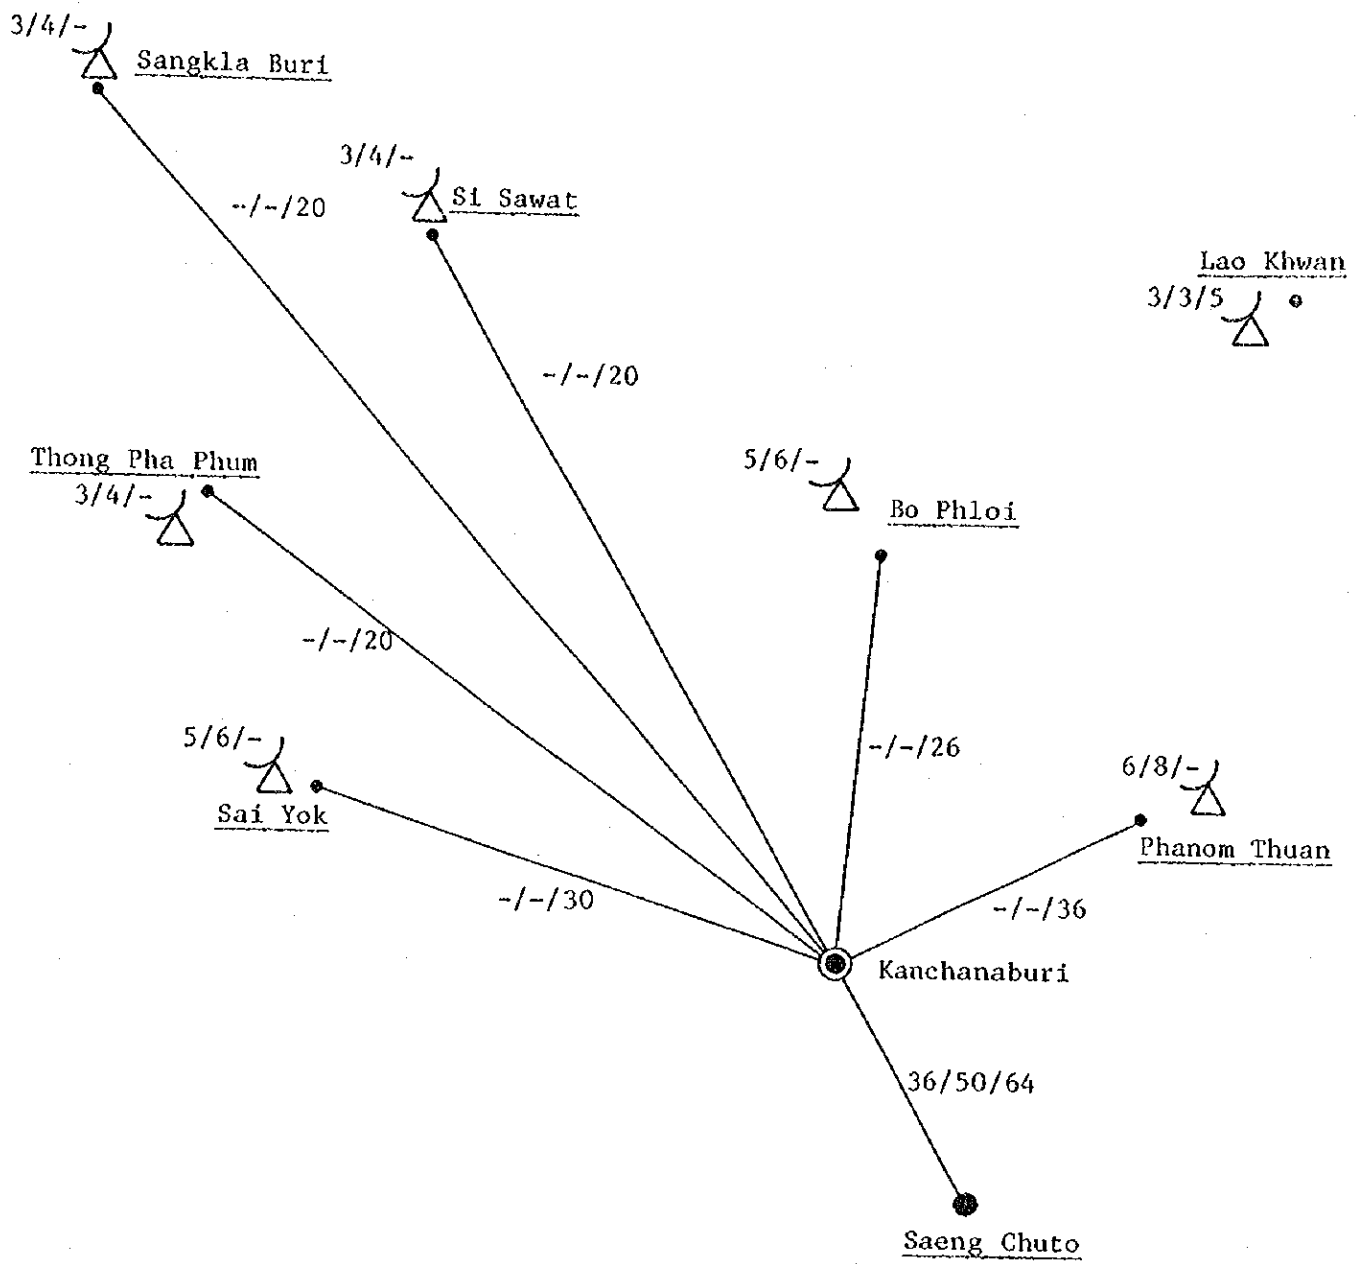 3/4/-
Sangkla Buri
-/-/20
3/4/-
Si Sawat
-/-/20
Lao Khwan
3/3/5
Thong Pha Phum
3/4/-
-/-/20
5/6/-
Bo Phloi
-/-/26
5/6/-
Sai Yok
-/-/30
6/8/-
Phanom Thuan
-/-/36
Kanchanaburi
36/50/64
Saeng Chuto